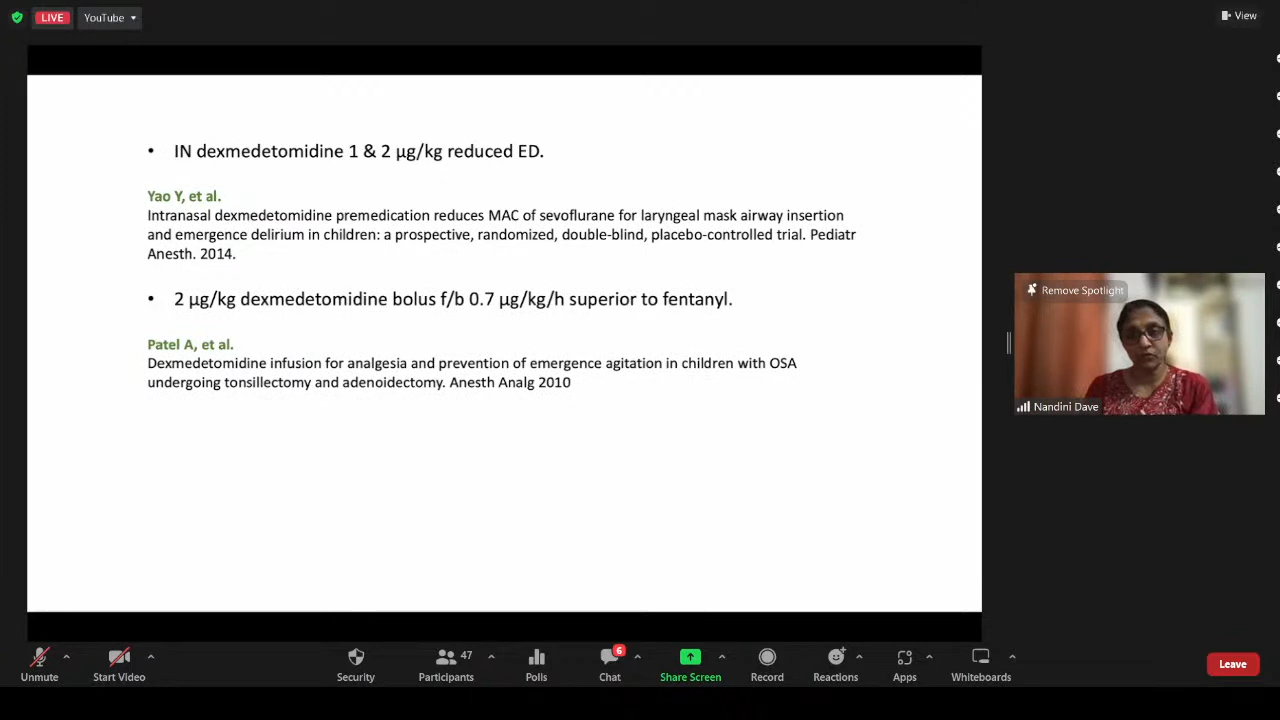 LIVE
YouTube
View
• IN dexmedetomidine 1 & 2 µg/kg reduced ED.
Yao Y, et al.
Intranasal dexmedetomidine premedication reduces MAC of sevoflurane for laryngeal mask airway insertion
and emergence delirium in children: a prospective, randomized, double-blind, placebo-controlled trial. Pediatr
Anesth. 2014.
• 2 µg/kg dexmedetomidine bolus f/b 0.7 µg/kg/h superior to fentanyl.
Patel A, et al.
Dexmedetomidine infusion for analgesia and prevention of emergence agitation in children with OSA
undergoing tonsillectomy and adenoidectomy. Anesth Analg 2010
Remove Spotlight
Nandini Dave
47
6
Unmute
Start Video
Security
Participants
Polls
Chat
Share Screen
Record
Reactions
Apps
Whiteboards
Leave